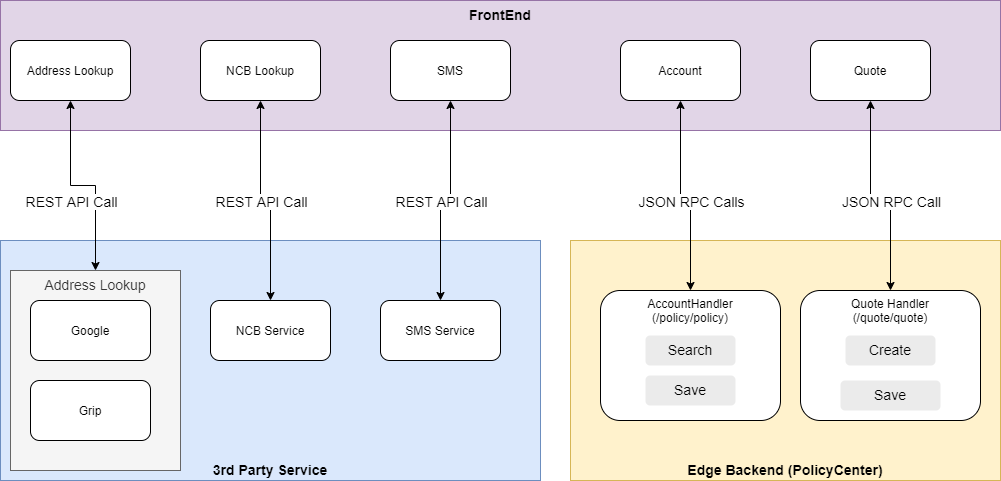 FrontEnd
Address Lookup
NCB Lookup
SMS
Account
Quote
REST API Call
REST API Call
REST API Call
JSON RPC Calls
JSON RPC Call
Address Lookup
Google
Grip
NCB Service
SMS Service
3rd Party Service
AccountHandler
(/policy/policy)
Search
Save
Quote Handler
(/quote/quote)
Create
Save
Edge Backend (PolicyCenter)